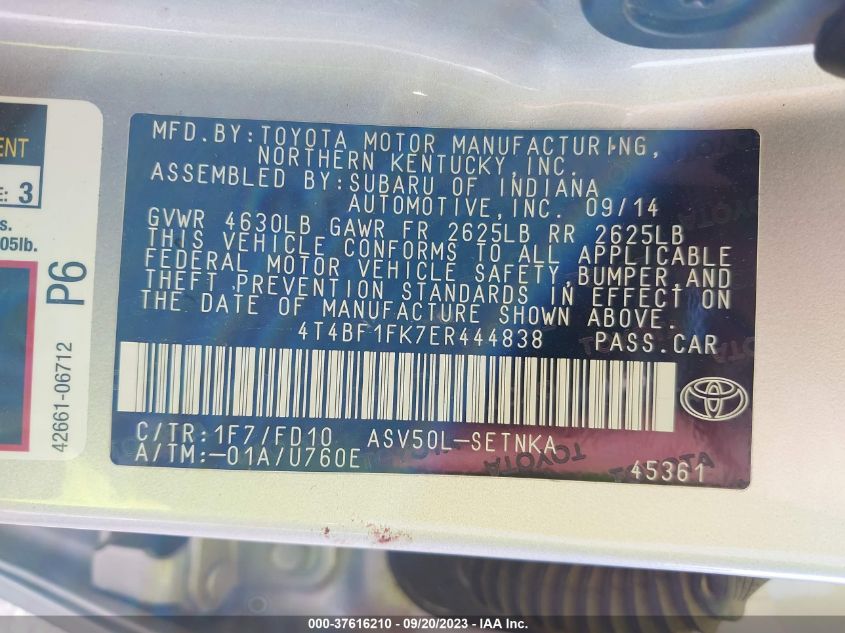 MFD.BY:TOYOTA MOTOR MANUFACTURING,
NORTHERN KENTUCKY,INC.
ASSEMBLED BY:SUBARU OF INDIANA
AUTOMOTIVE,INC. 09/14
GVWR 4630LB GAWR FR 2625LB RR 2625LB
THIS VEHICLE CONFORMS TO ALL APPLICABLE
FEDERAL MOTOR VEHICLE SAFETY,BUMPER,AND
THEFT PREVENTION STANDARDS IN EFFECT ON
THE DATE OF MANUFACTURE SHOWN ABOVE.
4T4BF1FK7ER444838 PASS.CAR
C/TR:1F7/FD10 ASV50L-SETNKA
A/TM:-01A/U760E 45361
3
05lb.
P6
42661-06712
TOYOTA
000-37616210 - 09/20/2023 - IAA Inc.